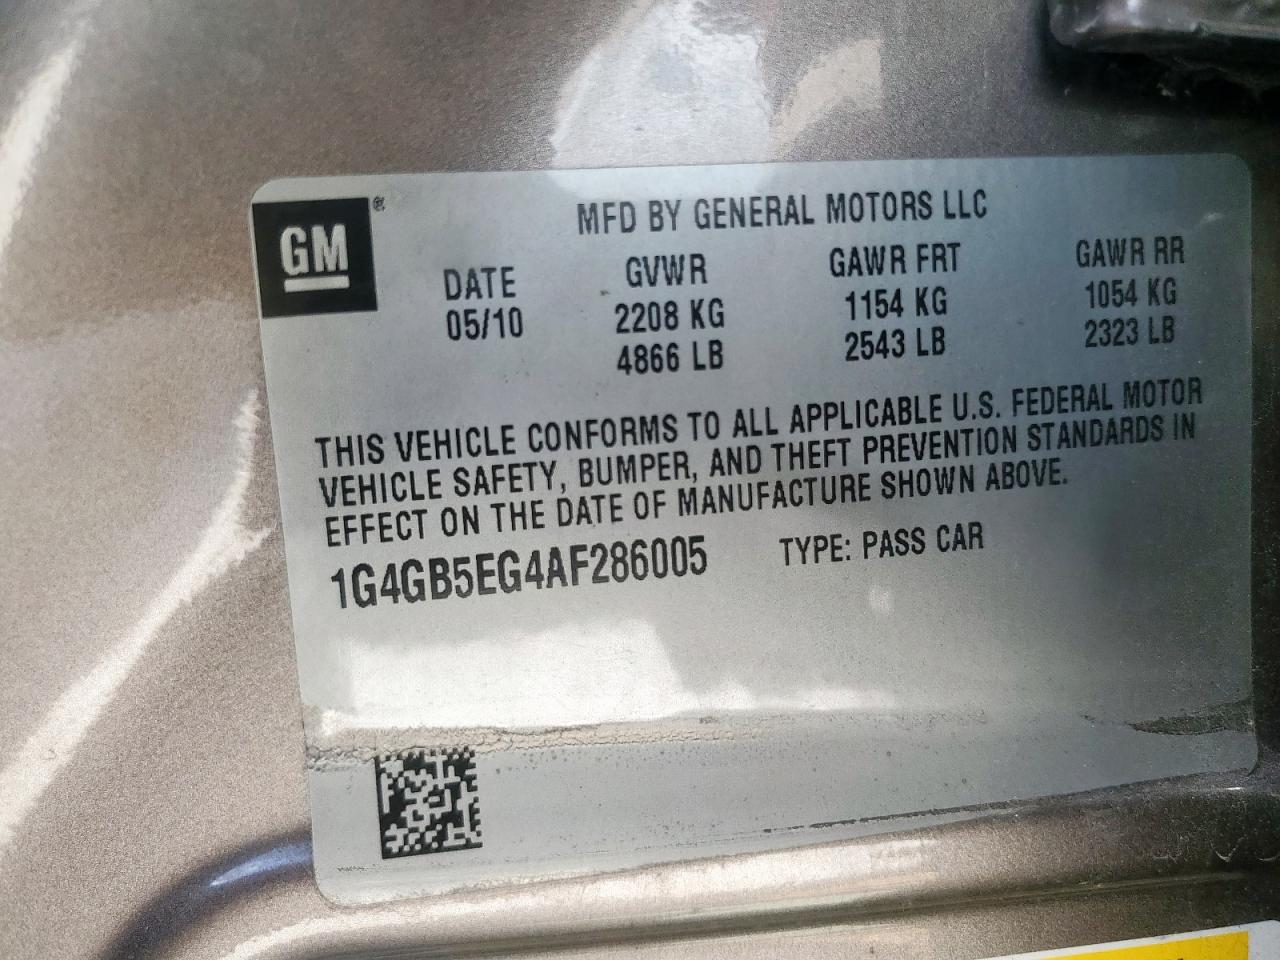 GM®
MFD BY GENERAL MOTORS LLC
DATE GVWR GAWR FRT GAWR RR
05/10 2208 KG 1154 KG 1054 KG
4866 LB 2543 LB 2323 LB
THIS VEHICLE CONFORMS TO ALL APPLICABLE U.S. FEDERAL MOTOR
VEHICLE SAFETY, BUMPER, AND THEFT PREVENTION STANDARDS IN
EFFECT ON THE DATE OF MANUFACTURE SHOWN ABOVE.
1G4GB5EG4AF286005 TYPE: PASS CAR